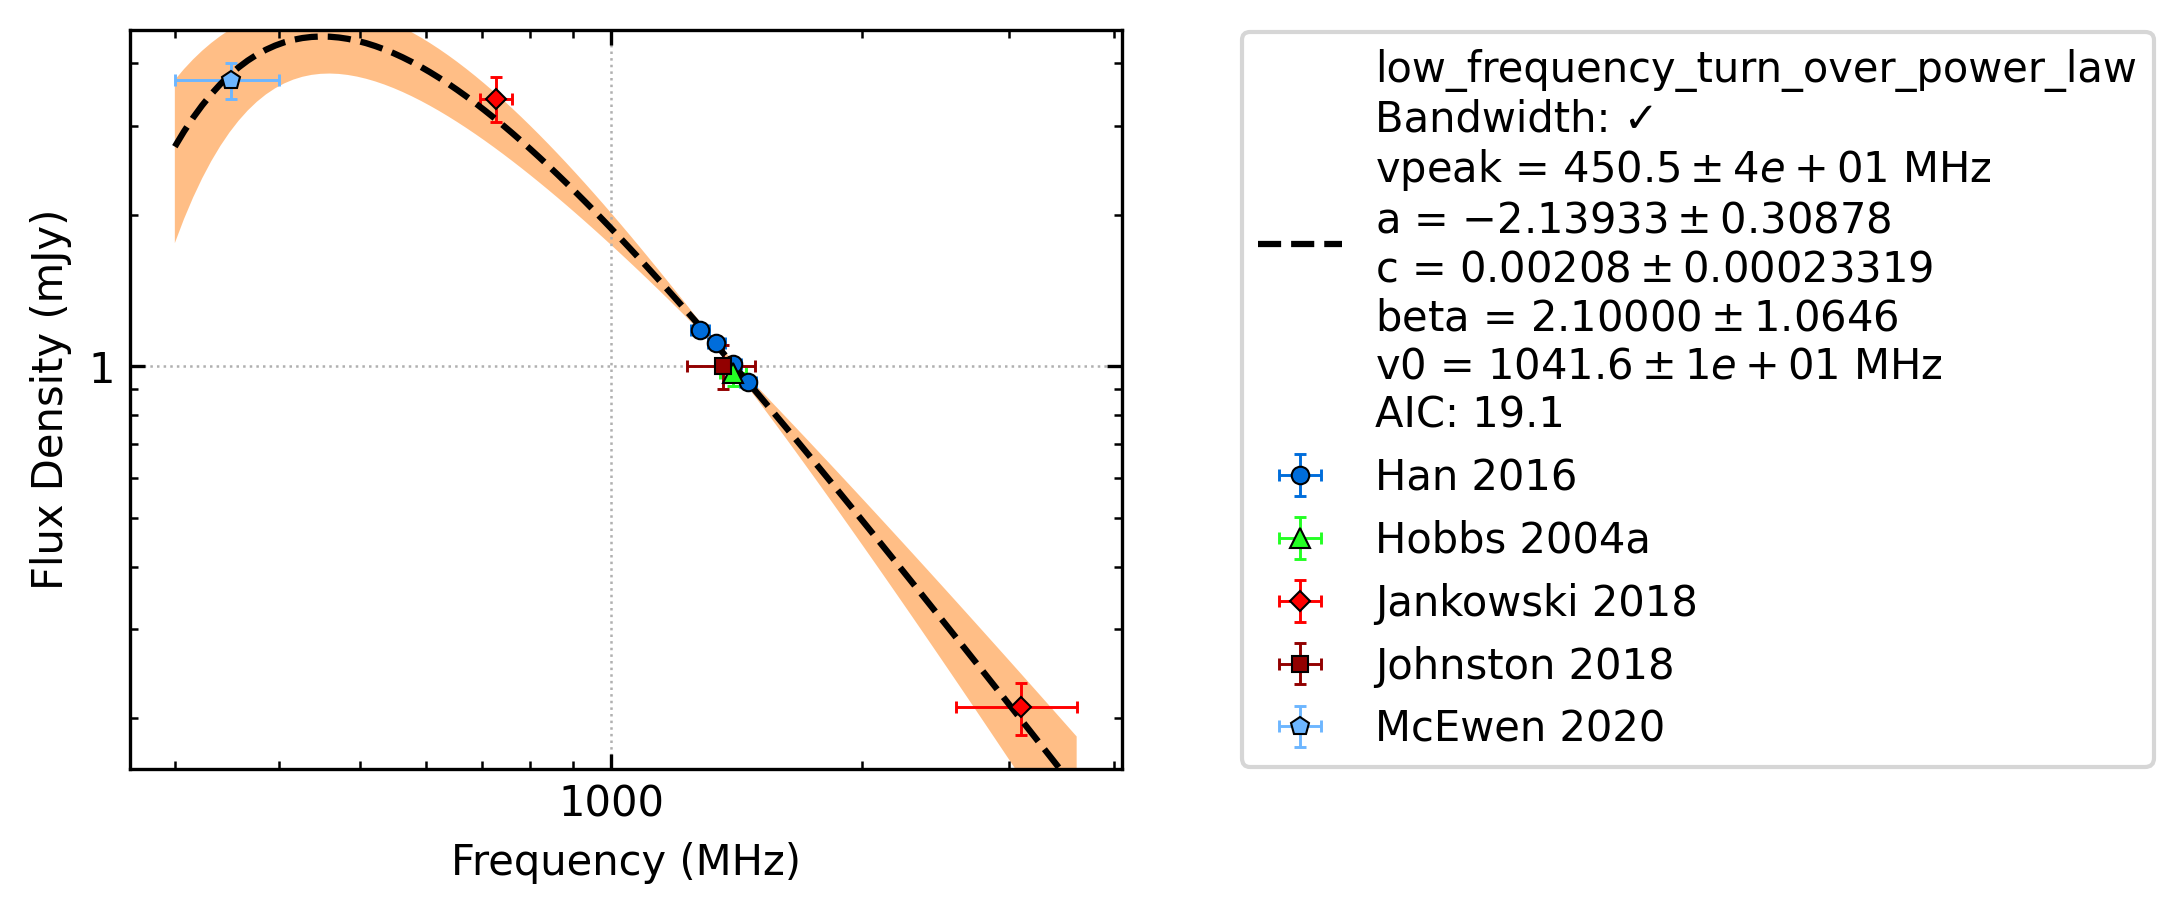 Flux Density (mJy)
1
1000
Frequency (MHz)
low_frequency_turn_over_power_law
Bandwidth: ✓
vpeak = 450.5 ± 4e + 01 MHz
a = −2.13933 ± 0.30878
c = 0.00208 ± 0.00023319
beta = 2.10000 ± 1.0646
v0 = 1041.6 ± 1e + 01 MHz
AIC: 19.1
Han 2016
Hobbs 2004a
Jankowski 2018
Johnston 2018
McEwen 2020